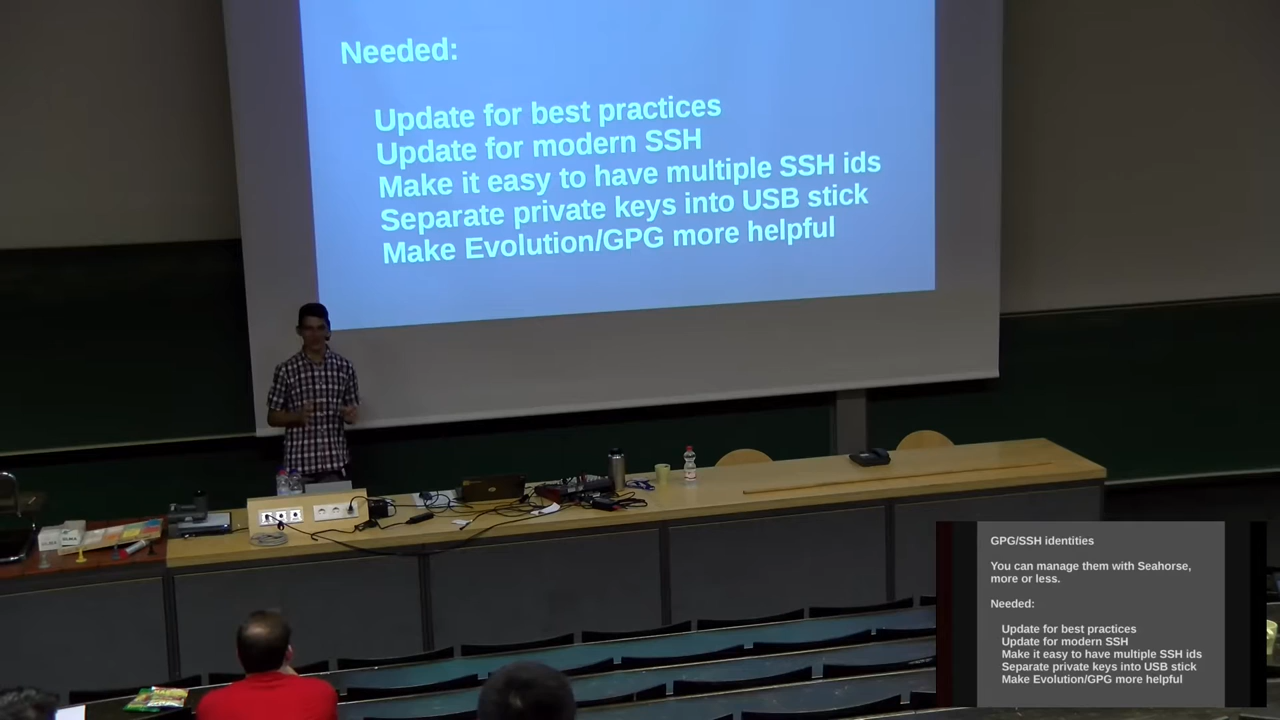 Needed:
Update for best practices
Update for modern SSH
Make it easy to have multiple SSH ids
Separate private keys into USB stick
Make Evolution/GPG more helpful
GPG/SSH identities
You can manage them with Seahorse,
more or less.
Needed:
Update for best practices
Update for modern SSH
Make it easy to have multiple SSH ids
Separate private keys into USB stick
Make Evolution/GPG more helpful